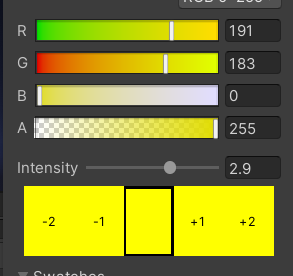 RGB 0-255
R 191
G 183
B 0
A 255
Intensity 2.9
-2 -1 +1 +2
Swatches